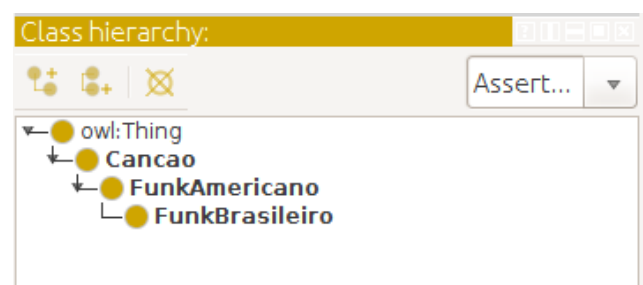 Class hierarchy:
Assert...
owl:Thing
Cancao
FunkAmericano
FunkBrasileiro